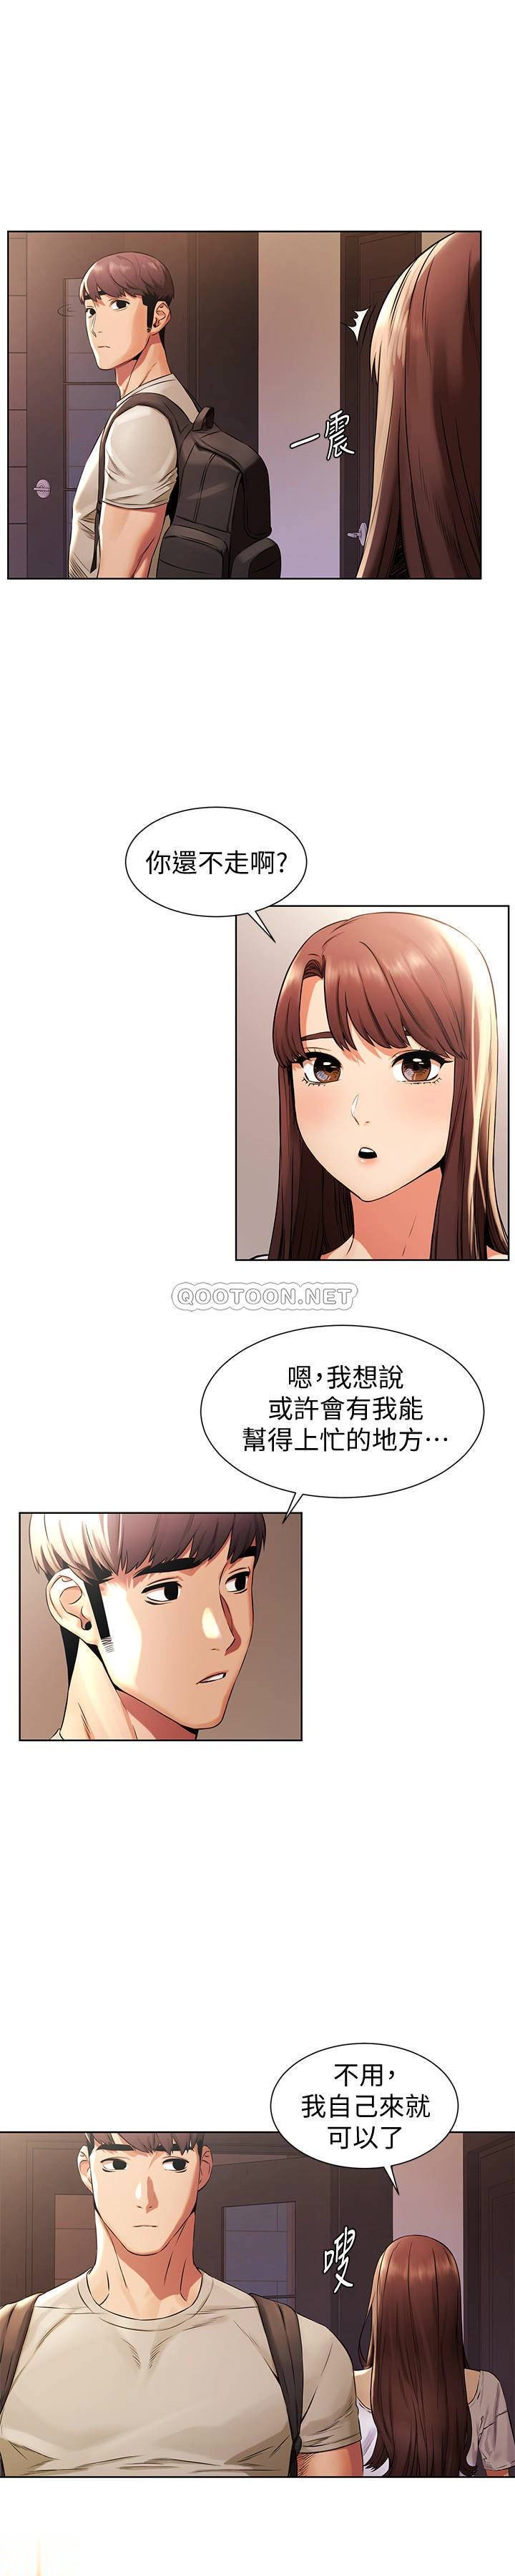 一震
你還不走啊?
QOOTOON.NET
嗯,我想說
或許會有我能
幫得上忙的地方…
不用,
我自己來就
可以了
嗖